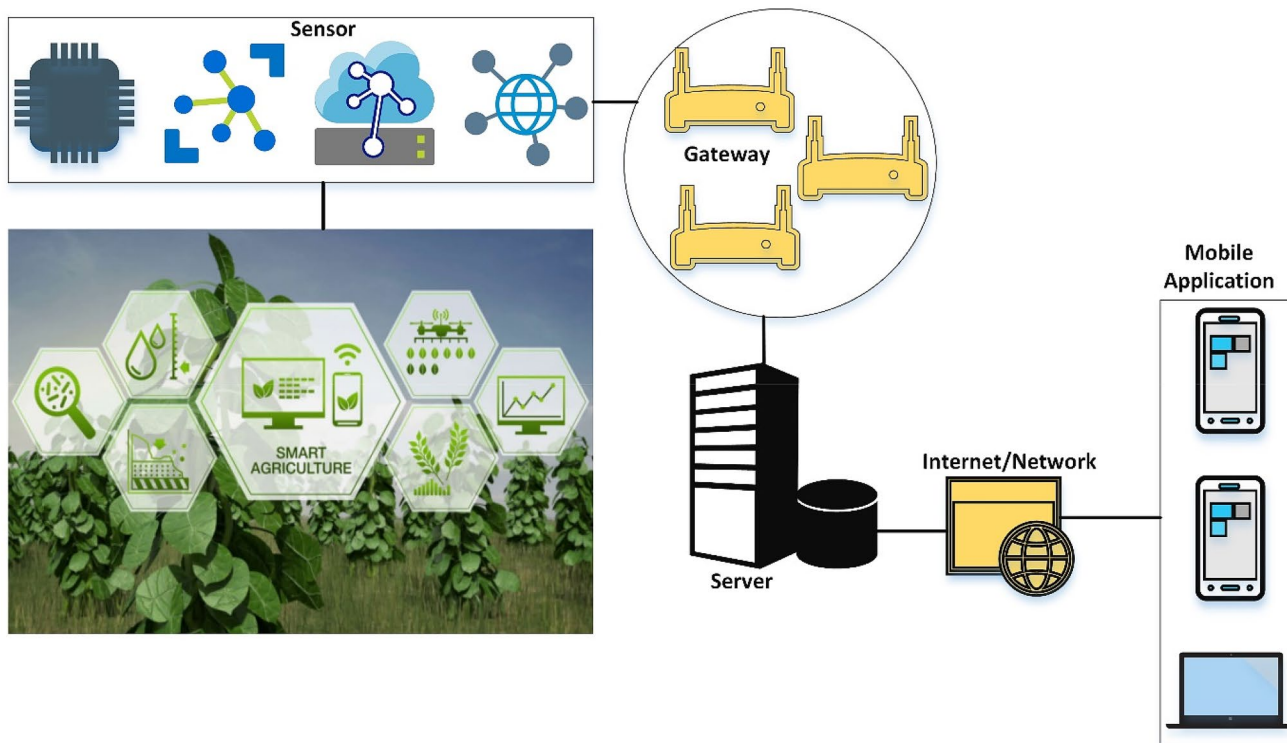 Sensor
Gateway
SMART
AGRICULTURE
Mobile
Application
Internet/Network
Server